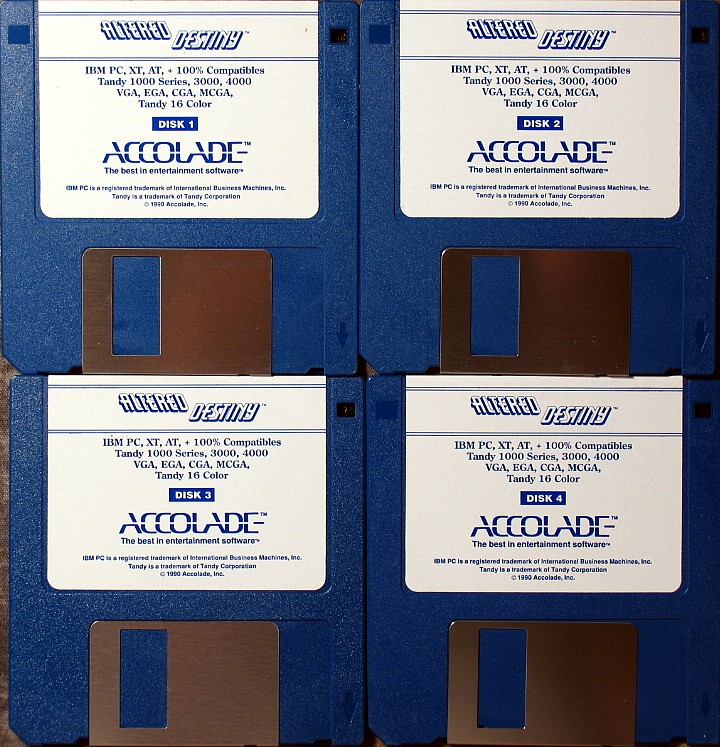 ALTERED DESTINY™
IBM PC, XT, AT, + 100% Compatibles
Tandy 1000 Series, 3000, 4000
VGA, EGA, CGA, MCGA,
Tandy 16 Color
DISK 1
ACCOLADE™
The best in entertainment software™
IBM PC is a registered trademark of International Business Machines, Inc.
Tandy is a trademark of Tandy Corporation
© 1990 Accolade, Inc.
ALTERED DESTINY™
IBM PC, XT, AT, + 100% Compatibles
Tandy 1000 Series, 3000, 4000
VGA, EGA, CGA, MCGA,
Tandy 16 Color
DISK 2
ACCOLADE™
The best in entertainment software™
IBM PC is a registered trademark of International Business Machines, Inc.
Tandy is a trademark of Tandy Corporation
© 1990 Accolade, Inc.
ALTERED DESTINY™
IBM PC, XT, AT, + 100% Compatibles
Tandy 1000 Series, 3000, 4000
VGA, EGA, CGA, MCGA,
Tandy 16 Color
DISK 3
ACCOLADE™
The best in entertainment software™
IBM PC is a registered trademark of International Business Machines, Inc.
Tandy is a trademark of Tandy Corporation
© 1990 Accolade, Inc.
ALTERED DESTINY™
IBM PC, XT, AT, + 100% Compatibles
Tandy 1000 Series, 3000, 4000
VGA, EGA, CGA, MCGA,
Tandy 16 Color
DISK 4
ACCOLADE™
The best in entertainment software™
IBM PC is a registered trademark of International Business Machines, Inc.
Tandy is a trademark of Tandy Corporation
© 1990 Accolade, Inc.